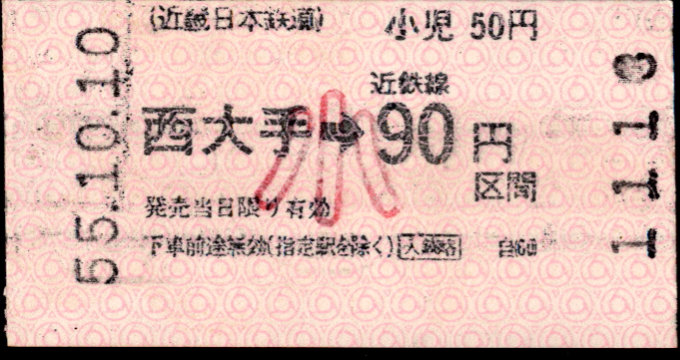 (近畿日本鉄道) 小児 50円
近鉄線
西大手→90円
区間
小
発売当日限り有効
下車前途無効(指定駅を除く)
55.10.10
1113